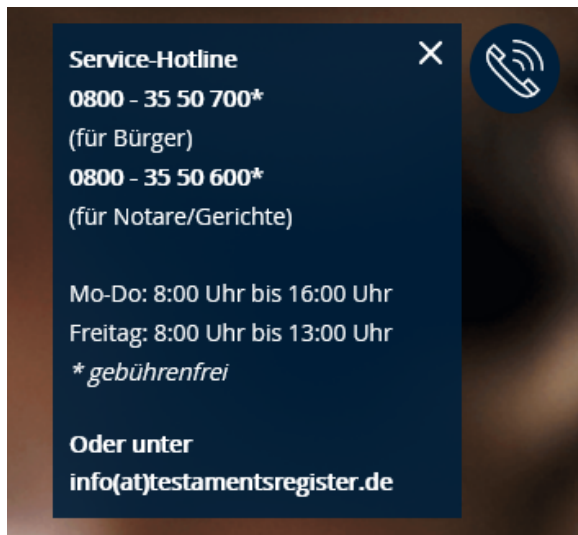 Service-Hotline
0800 - 35 50 700*
(für Bürger)
0800 - 35 50 600*
(für Notare/Gerichte)
Mo-Do: 8:00 Uhr bis 16:00 Uhr
Freitag: 8:00 Uhr bis 13:00 Uhr
* gebührenfrei
Oder unter
info(at)testamentsregister.de